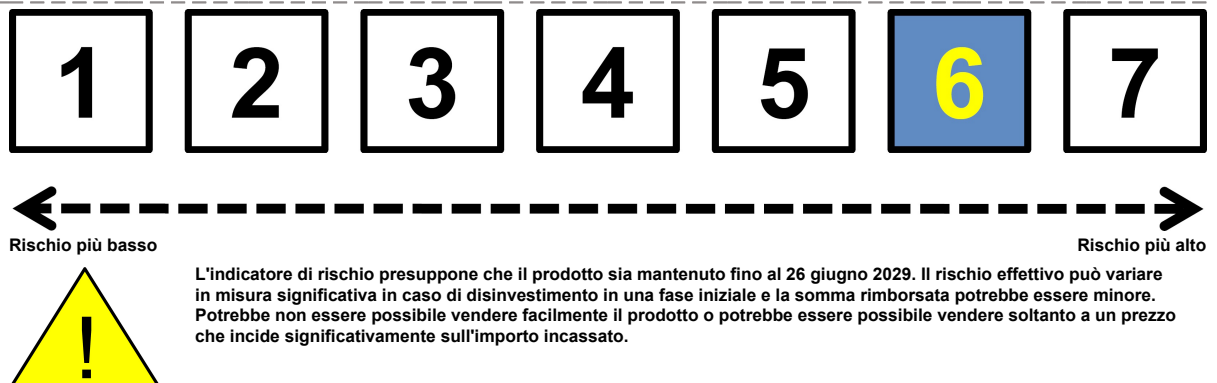 1 2 3 4 5 6 7
Rischio più basso Rischio più alto
L'indicatore di rischio presuppone che il prodotto sia mantenuto fino al 26 giugno 2029. Il rischio effettivo può variare
in misura significativa in caso di disinvestimento in una fase iniziale e la somma rimborsata potrebbe essere minore.
Potrebbe non essere possibile vendere facilmente il prodotto o potrebbe essere possibile vendere soltanto a un prezzo
che incide significativamente sull'importo incassato.
!